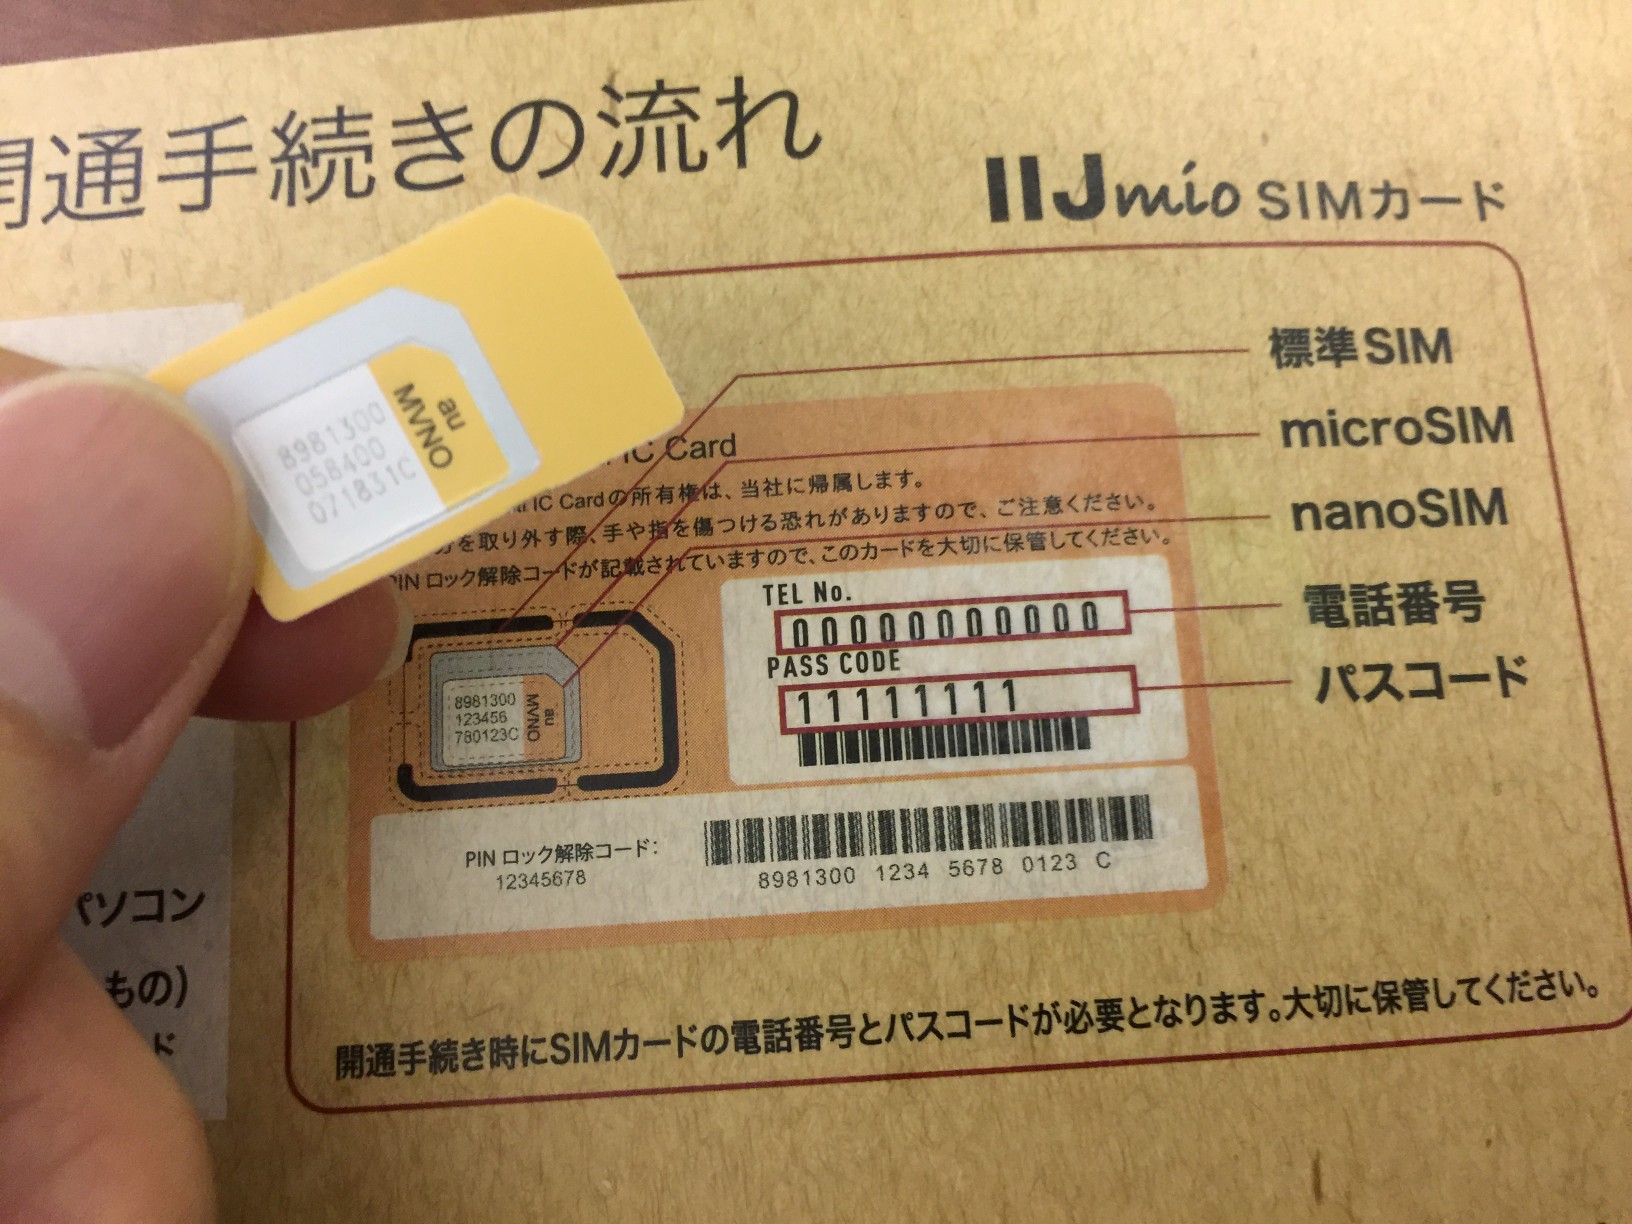 開通手続きの流れ
IIJmio SIMカード
au
MVNO
8981300
058400
071831C
標準SIM
microSIM
nanoSIM
電話番号
パスコード
IC Card
IC Cardの所有権は、当社に帰属します。
を取り外す際、手や指を傷つける恐れがありますので、ご注意ください。
PIN ロック解除コードが記載されていますので、このカードを大切に保管してください。
TEL No.
00000000000
PASS CODE
11111111
8981300
123456
780123C
au
MVNO
PIN ロック解除コード:
12345678
8981300 1234 5678 0123 C
パソコン
もの)
ド
開通手続き時にSIMカードの電話番号とパスコードが必要となります。大切に保管してください。